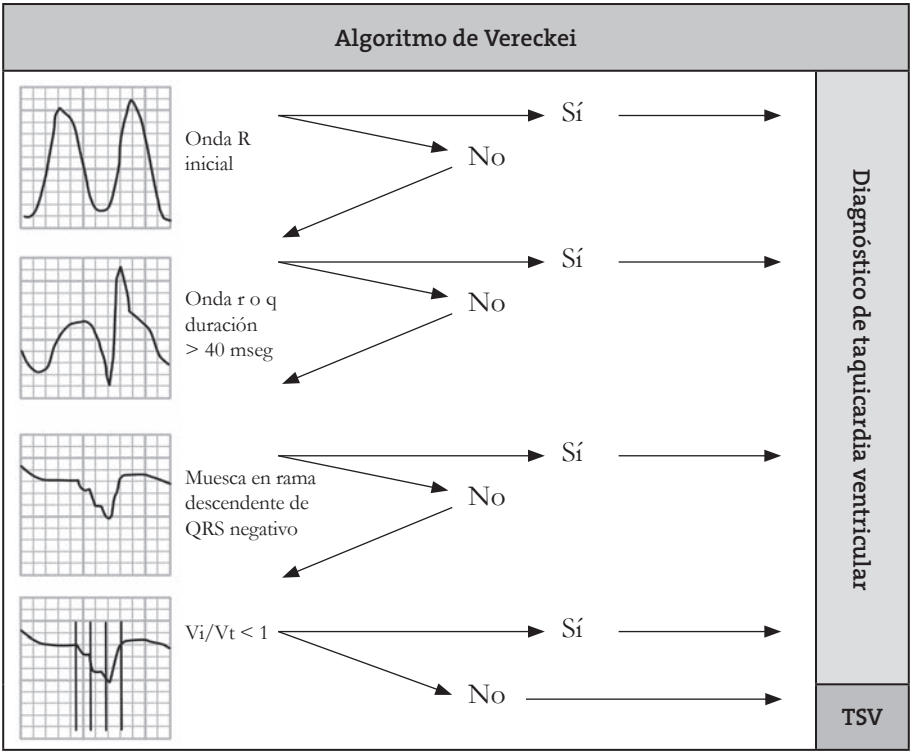 Algoritmo de Vereckei
Onda R
inicial
Sí
No
Onda r o q
duración
> 40 mseg
Sí
No
Muesca en rama
descendente de
QRS negativo
Sí
No
Vi/Vt < 1
Sí
No
Diagnóstico de taquicardia ventricular
TSV